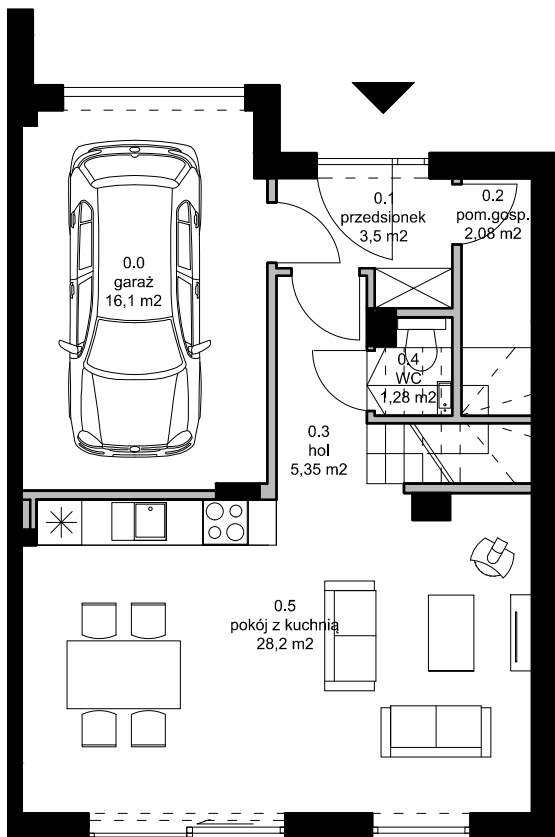 0.0
garaż
16,1 m2
0.1
przedsionek
3,5 m2
0.2
pom.gosp.
2,08 m2
0.4
WC
1,28 m2
0.3
hol
5,35 m2
0.5
pokój z kuchnią
28,2 m2